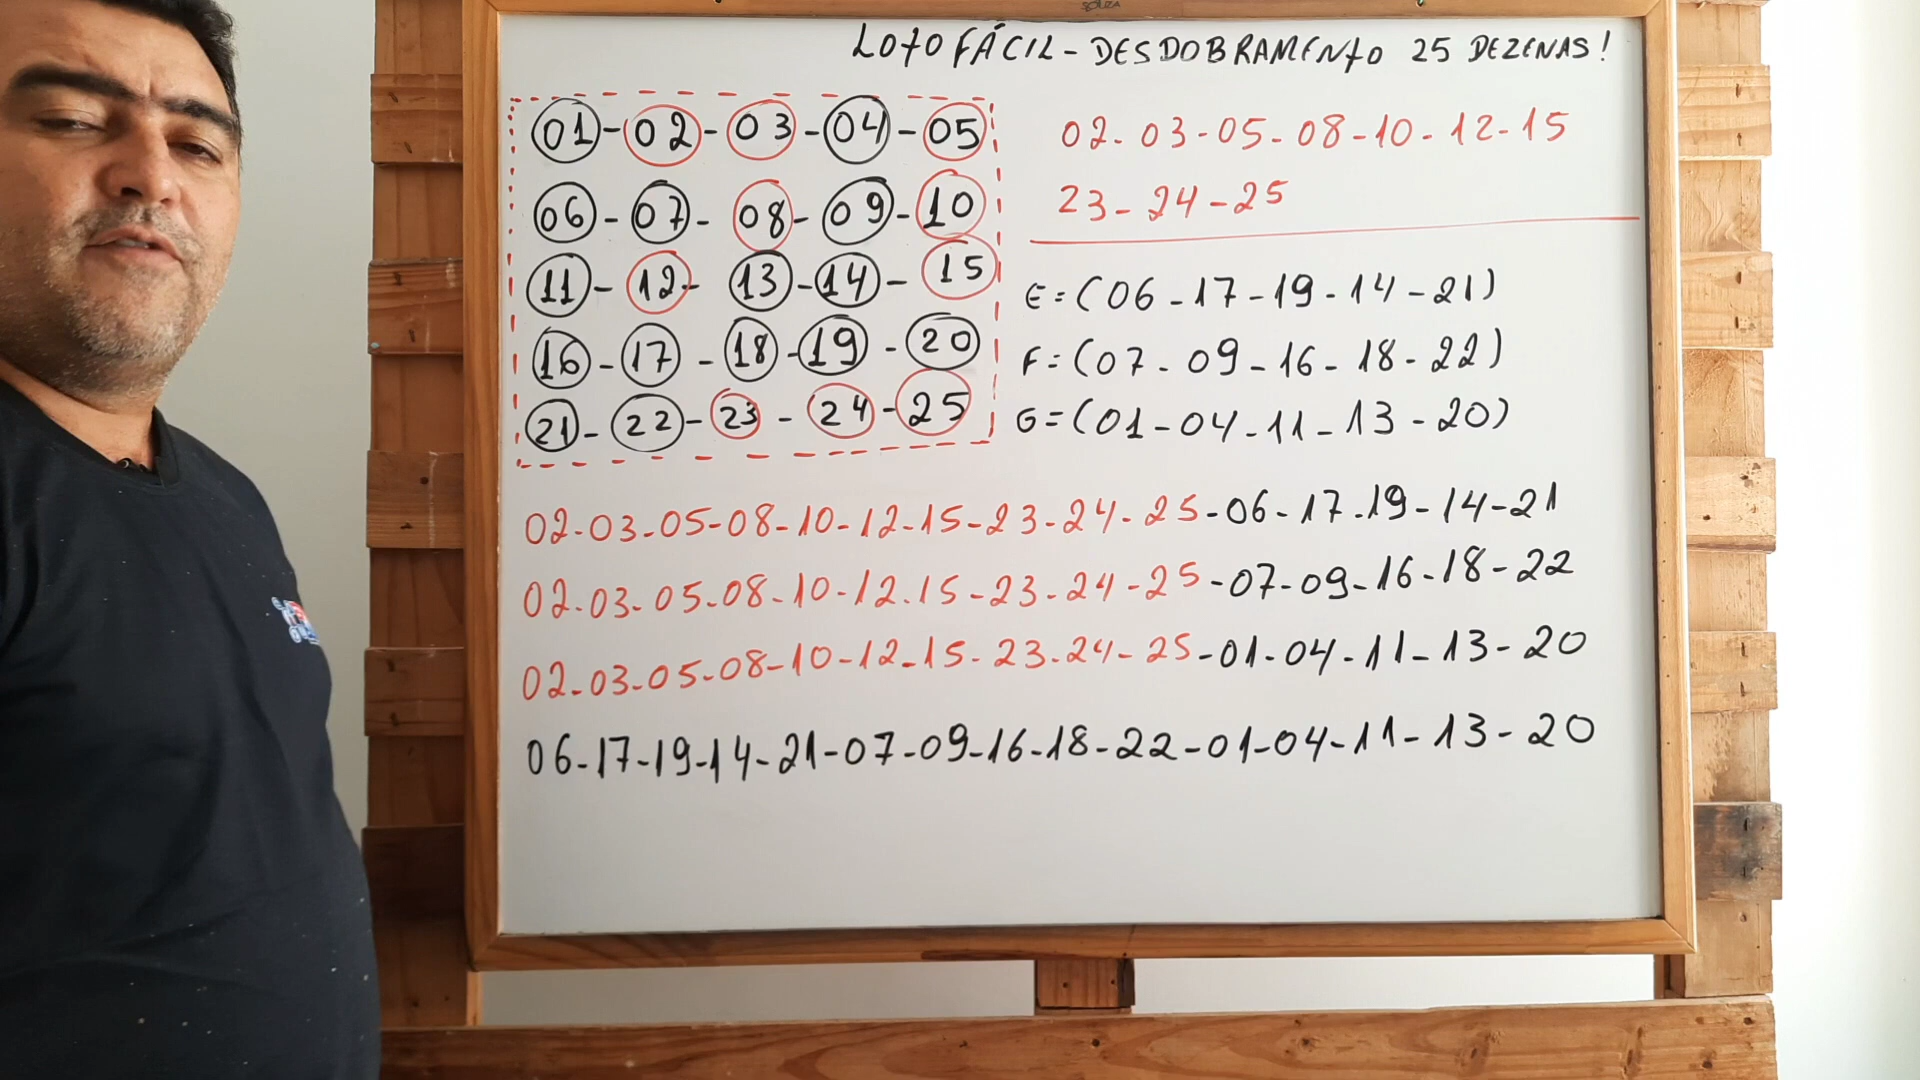 SOUZA
LOTOFÁCIL - DESDOBRAMENTO 25 DEZENAS!
01 - 02 - 03 - 04 - 05
06 - 07 - 08 - 09 - 10
11 - 12 - 13 - 14 - 15
16 - 17 - 18 - 19 - 20
21 - 22 - 23 - 24 - 25
02 - 03 - 05 - 08 - 10 - 12 - 15
23 - 24 - 25
E = (06 - 17 - 19 - 14 - 21)
F = (07 - 09 - 16 - 18 - 22)
G = (01 - 04 - 11 - 13 - 20)
02 - 03 - 05 - 08 - 10 - 12 - 15 - 23 - 24 - 25 - 06 - 17 - 19 - 14 - 21
02 - 03 - 05 - 08 - 10 - 12 - 15 - 23 - 24 - 25 - 07 - 09 - 16 - 18 - 22
02 - 03 - 05 - 08 - 10 - 12 - 15 - 23 - 24 - 25 - 01 - 04 - 11 - 13 - 20
06 - 17 - 19 - 14 - 21 - 07 - 09 - 16 - 18 - 22 - 01 - 04 - 11 - 13 - 20